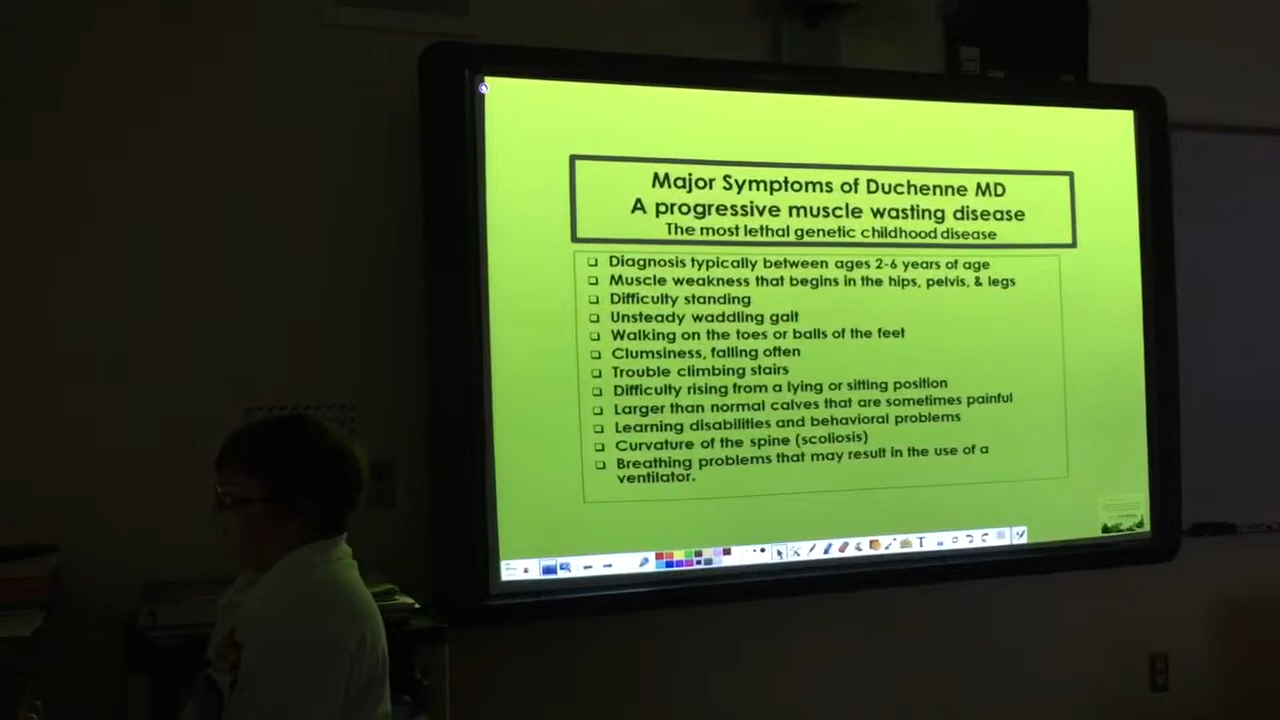 Major Symptoms of Duchenne MD
A progressive muscle wasting disease
The most lethal genetic childhood disease
❑ Diagnosis typically between ages 2-6 years of age
❑ Muscle weakness that begins in the hips, pelvis, & legs
❑ Difficulty standing
❑ Unsteady waddling gait
❑ Walking on the toes or balls of the feet
❑ Clumsiness, falling often
❑ Trouble climbing stairs
❑ Difficulty rising from a lying or sitting position
❑ Larger than normal calves that are sometimes painful
❑ Learning disabilities and behavioral problems
❑ Curvature of the spine (scoliosis)
❑ Breathing problems that may result in the use of a
ventilator.